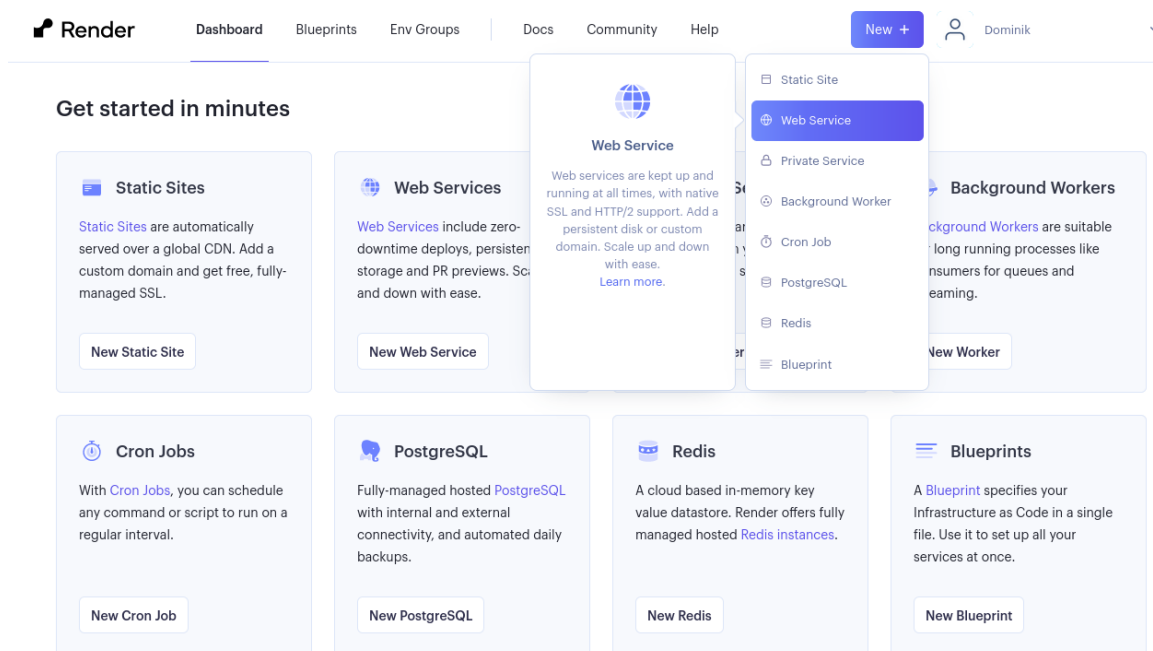 Render
Dashboard
Blueprints
Env Groups
Docs
Community
Help
New +
Dominik
Get started in minutes
Static Sites
Static Sites are automatically
served over a global CDN. Add a
custom domain and get free, fully-
managed SSL.
New Static Site
Web Services
Web Services include zero-
downtime deploys, persisten
storage and PR previews. Sca
and down with ease.
New Web Service
Web Service
Web services are kept up and
running at all times, with native
SSL and HTTP/2 support. Add a
persistent disk or custom
domain. Scale up and down
with ease.
Learn more.
Static Site
Web Service
Private Service
Background Worker
Cron Job
PostgreSQL
Redis
Blueprint
Background Workers
ckground Workers are suitable
long running processes like
nsumers for queues and
eaming.
New Worker
Cron Jobs
With Cron Jobs, you can schedule
any command or script to run on a
regular interval.
New Cron Job
PostgreSQL
Fully-managed hosted PostgreSQL
with internal and external
connectivity, and automated daily
backups.
New PostgreSQL
Redis
A cloud based in-memory key
value datastore. Render offers fully
managed hosted Redis instances.
New Redis
Blueprints
A Blueprint specifies your
Infrastructure as Code in a single
file. Use it to set up all your
services at once.
New Blueprint